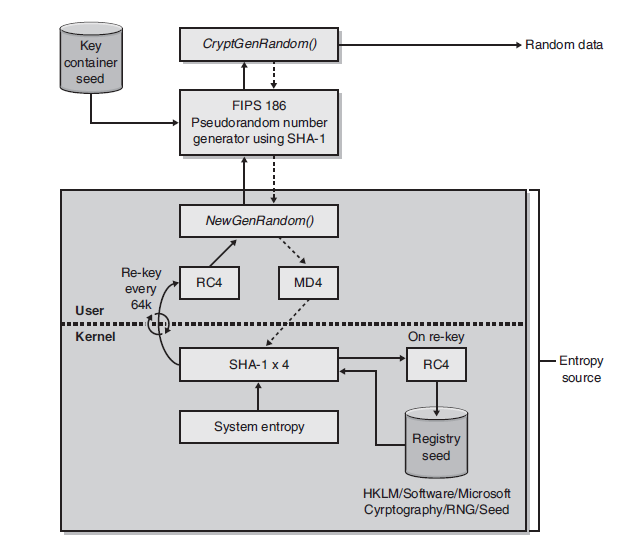 Key
container
seed
CryptGenRandom()
Random data
FIPS 186
Pseudorandom number
generator using SHA-1
NewGenRandom()
Re-key
every
64k
RC4
MD4
User
Kernel
On re-key
SHA-1 x 4
RC4
Entropy
source
System entropy
Registry
seed
HKLM/Software/Microsoft
Cyrptography/RNG/Seed